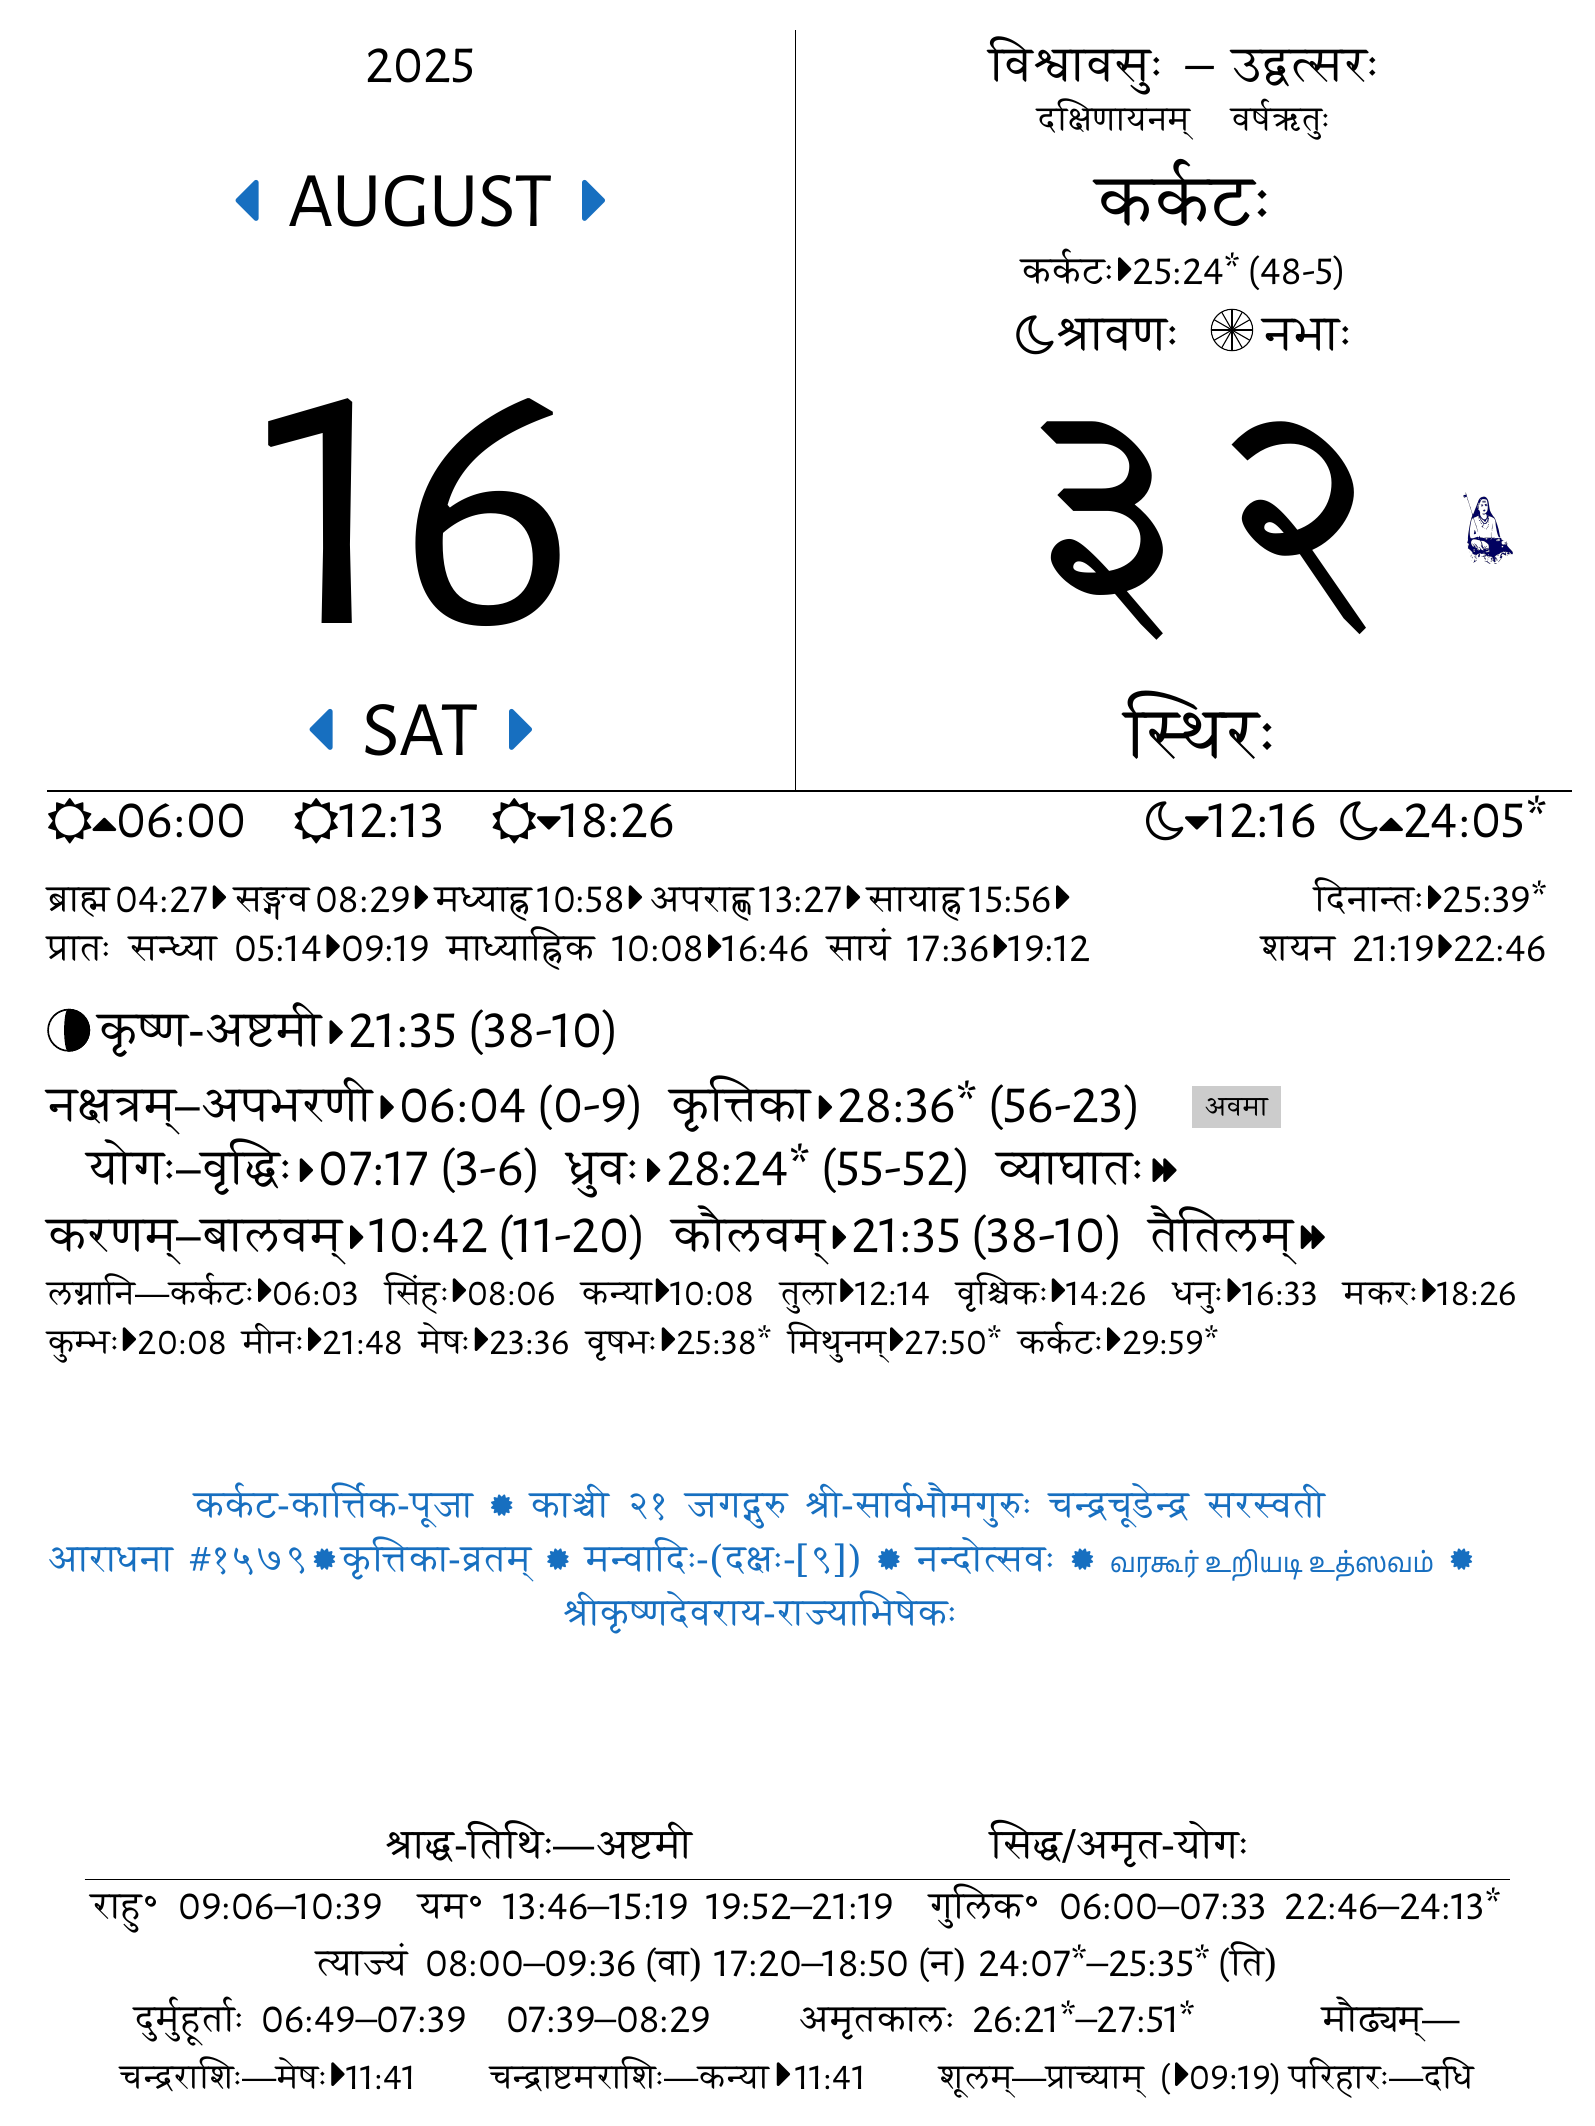 2025
AUGUST
16
SAT
विश्वावसुः – उद्वत्सरः
दक्षिणायनम् वर्षऋतुः
कर्कटः
कर्कटः25:24* (48-5)
श्रावणः नभाः
३२
स्थिरः
06:00 12:13 18:26 12:16 24:05*
ब्राह्म 04:27 सङ्गव 08:29 मध्याह्न 10:58 अपराह्ण 13:27 सायाह्न 15:56 दिनान्तः25:39*
प्रातः सन्ध्या 05:14 09:19 माध्याह्निक 10:08 16:46 सायं 17:36 19:12 शयन 21:19 22:46
कृष्ण-अष्टमी 21:35 (38-10)
नक्षत्रम्–अपभरणी 06:04 (0-9) कृत्तिका 28:36* (56-23) अवमा
योगः–वृद्धिः 07:17 (3-6) ध्रुवः 28:24* (55-52) व्याघातः
करणम्–बालवम् 10:42 (11-20) कौलवम् 21:35 (38-10) तैतिलम्
लग्नानि—कर्कटः 06:03 सिंहः 08:06 कन्या 10:08 तुला 12:14 वृश्चिकः 14:26 धनुः 16:33 मकरः 18:26
कुम्भः 20:08 मीनः 21:48 मेषः 23:36 वृषभः 25:38* मिथुनम् 27:50* कर्कटः 29:59*
कर्कट-कार्त्तिक-पूजा काञ्ची २१ जगद्गुरु श्री-सार्वभौमगुरुः चन्द्रचूडेन्द्र सरस्वती
आराधना #१५७९ कृत्तिका-व्रतम् मन्वादिः-(दक्षः-[९]) नन्दोत्सवः வரகூர் உறியடி உத்ஸவம்
श्रीकृष्णदेवराय-राज्याभिषेकः
श्राद्ध-तिथिः—अष्टमी सिद्ध/अमृत-योगः
राहु° 09:06–10:39 यम° 13:46–15:19 19:52–21:19 गुलिक° 06:00–07:33 22:46–24:13*
त्याज्यं 08:00–09:36 (वा) 17:20–18:50 (न) 24:07*–25:35* (ति)
दुर्मुहूर्ताः 06:49–07:39 07:39–08:29 अमृतकालः 26:21*–27:51* मौढ्यम्—
चन्द्रराशिः—मेषः 11:41 चन्द्राष्टमराशिः—कन्या 11:41 शूलम्—प्राच्याम् (09:19) परिहारः—दधि